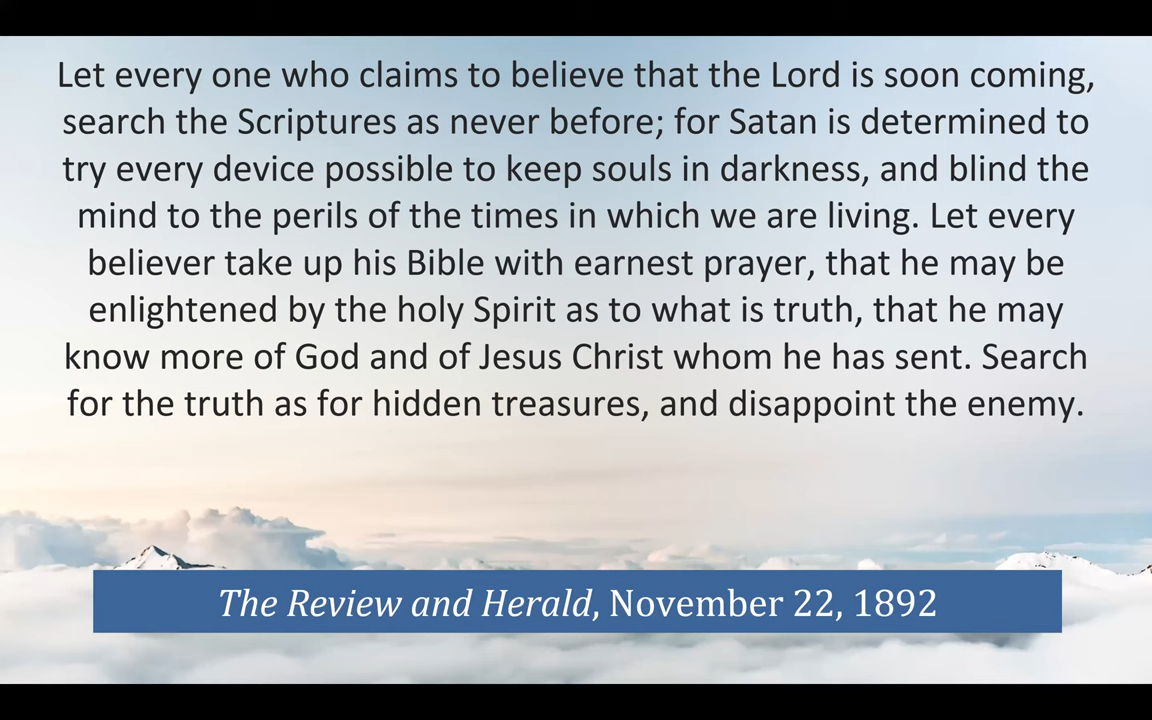 Let every one who claims to believe that the Lord is soon coming,
search the Scriptures as never before; for Satan is determined to
try every device possible to keep souls in darkness, and blind the
mind to the perils of the times in which we are living. Let every
believer take up his Bible with earnest prayer, that he may be
enlightened by the holy Spirit as to what is truth, that he may
know more of God and of Jesus Christ whom he has sent. Search
for the truth as for hidden treasures, and disappoint the enemy.
The Review and Herald, November 22, 1892